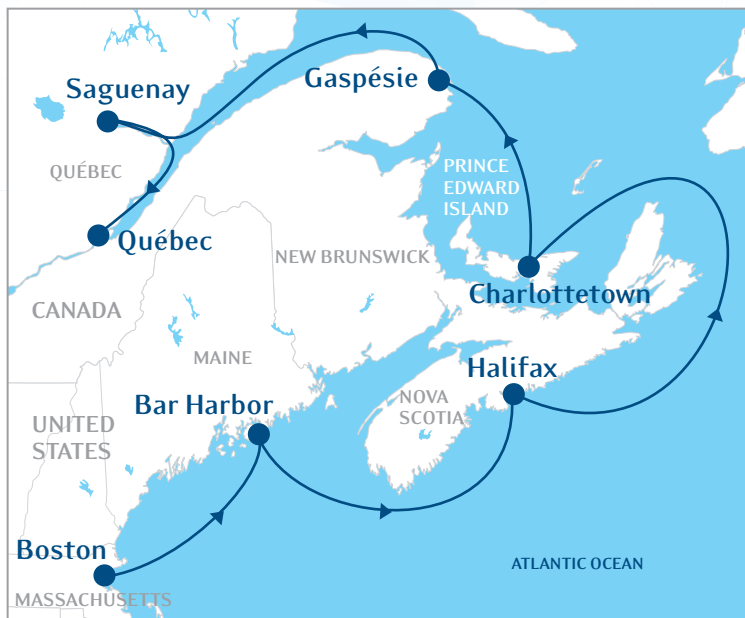 Gaspésie
Saguenay
QUÉBEC
PRINCE
EDWARD
ISLAND
Québec
NEW BRUNSWICK
Charlottetown
CANADA
MAINE
Halifax
Bar Harbor
NOVA
SCOTIA
UNITED
STATES
Boston
ATLANTIC OCEAN
MASSACHUSETTS